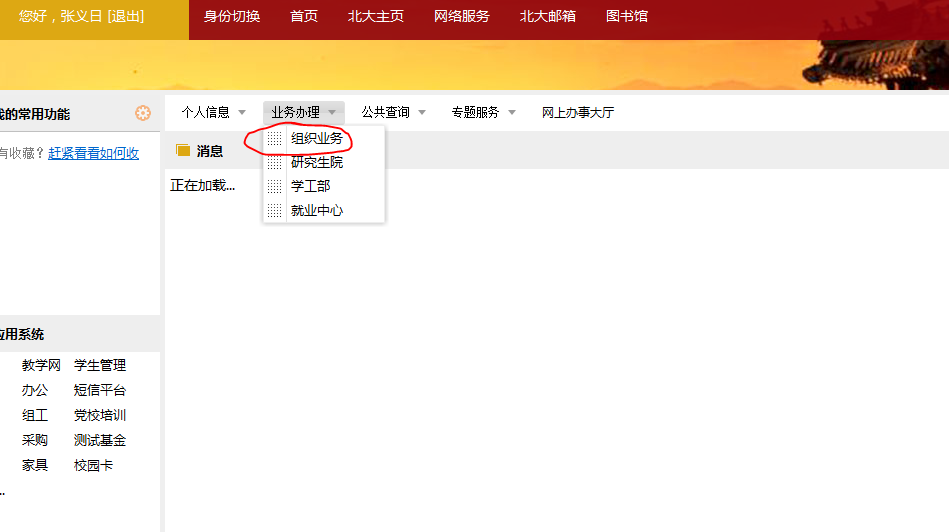 您好，张义日 [退出] 身份切换 首页 北大主页 网络服务 北大邮箱 图书馆
个人信息 业务办理 公共查询 专题服务 网上办事大厅
的常用功能
有收藏？赶紧看看如何收
组织业务
研究生院
学工部
就业中心
消息
正在加载...
应用系统
教学网 学生管理
办公 短信平台
组工 党校培训
采购 测试基金
家具 校园卡